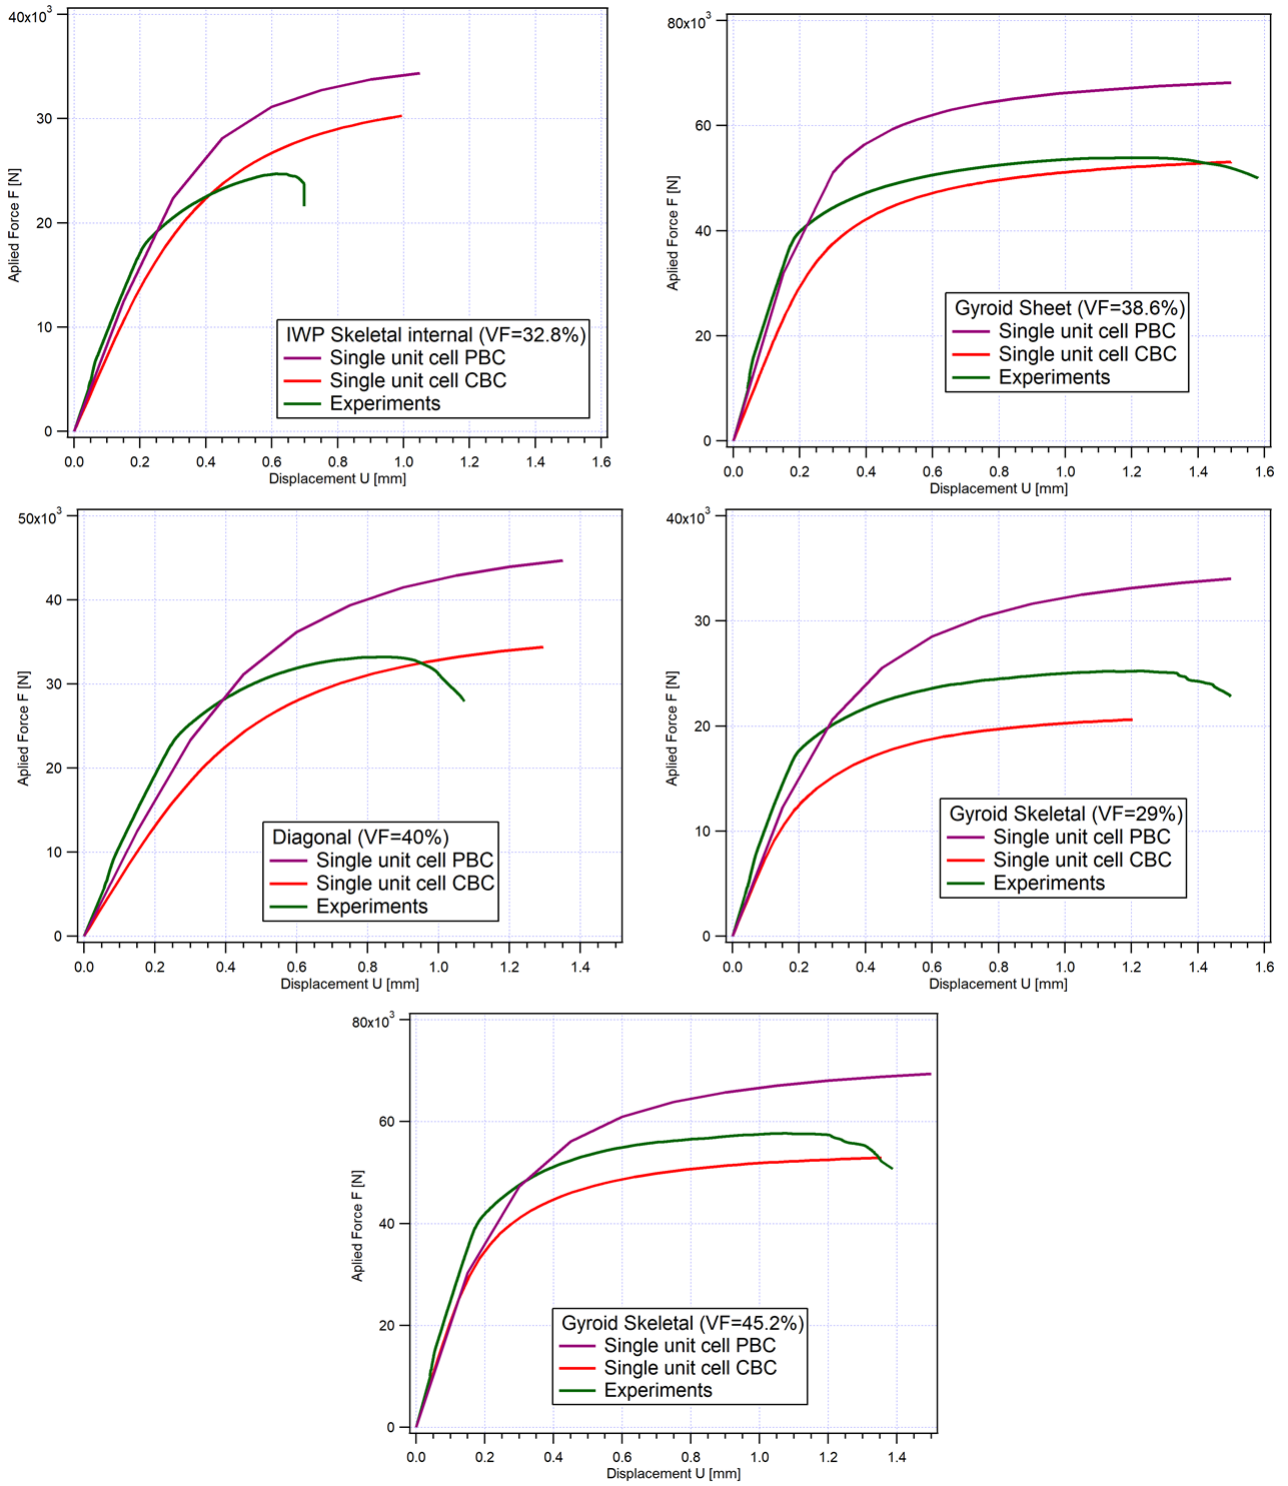 40x10³
30
20
10
0
Aplied Force F [N]
0.0 0.2 0.4 0.6 0.8 1.0 1.2 1.4 1.6
Displacement U [mm]
IWP Skeletal internal (VF=32.8%)
Single unit cell PBC
Single unit cell CBC
Experiments
80x10³
60
40
20
0
Aplied Force F [N]
0.0 0.2 0.4 0.6 0.8 1.0 1.2 1.4 1.6
Displacement U [mm]
Gyroid Sheet (VF=38.6%)
Single unit cell PBC
Single unit cell CBC
Experiments
50x10³
40
30
20
10
0
Aplied Force F [N]
0.0 0.2 0.4 0.6 0.8 1.0 1.2 1.4
Displacement U [mm]
Diagonal (VF=40%)
Single unit cell PBC
Single unit cell CBC
Experiments
40x10³
30
20
10
0
Aplied Force F [N]
0.0 0.2 0.4 0.6 0.8 1.0 1.2 1.4 1.6
Displacement U [mm]
Gyroid Skeletal (VF=29%)
Single unit cell PBC
Single unit cell CBC
Experiments
80x10³
60
40
20
0
Aplied Force F [N]
0.0 0.2 0.4 0.6 0.8 1.0 1.2 1.4
Displacement U [mm]
Gyroid Skeletal (VF=45.2%)
Single unit cell PBC
Single unit cell CBC
Experiments